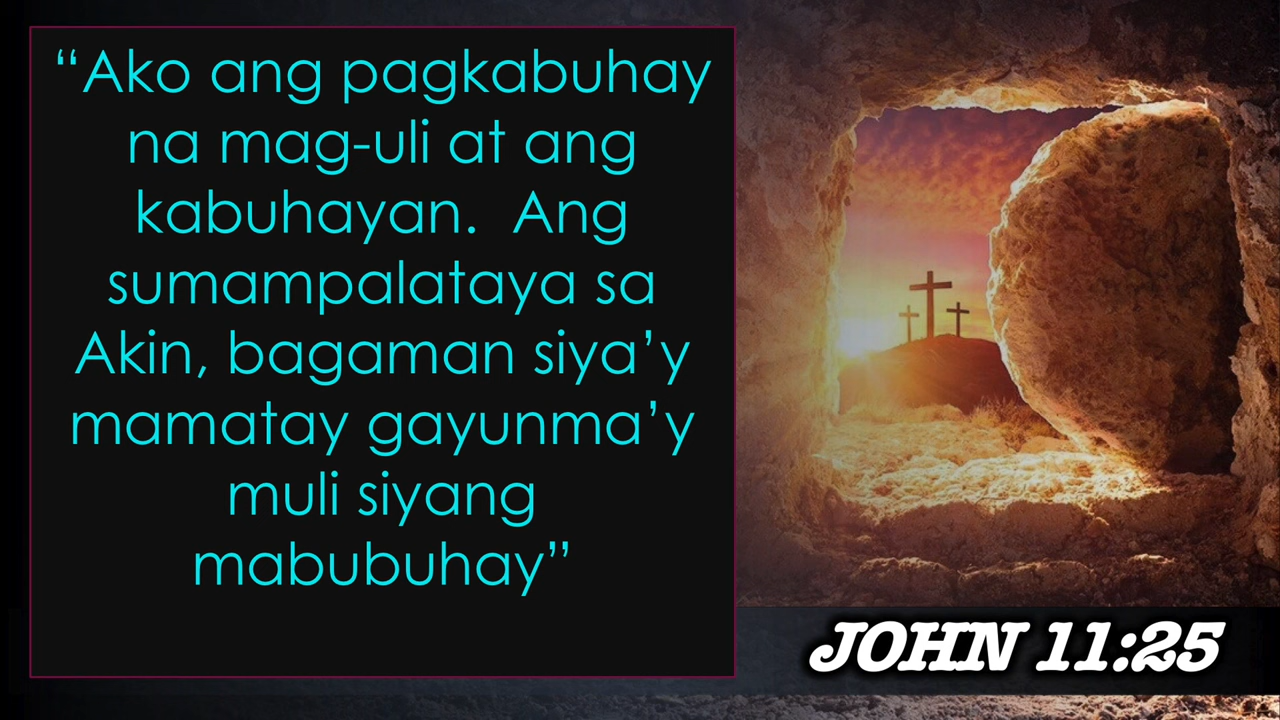 “Ako ang pagkabuhay
na mag-uli at ang
kabuhayan.  Ang
sumampalataya sa
Akin, bagaman siya’y
mamatay gayunma’y
muli siyang
mabubuhay”
JOHN 11:25